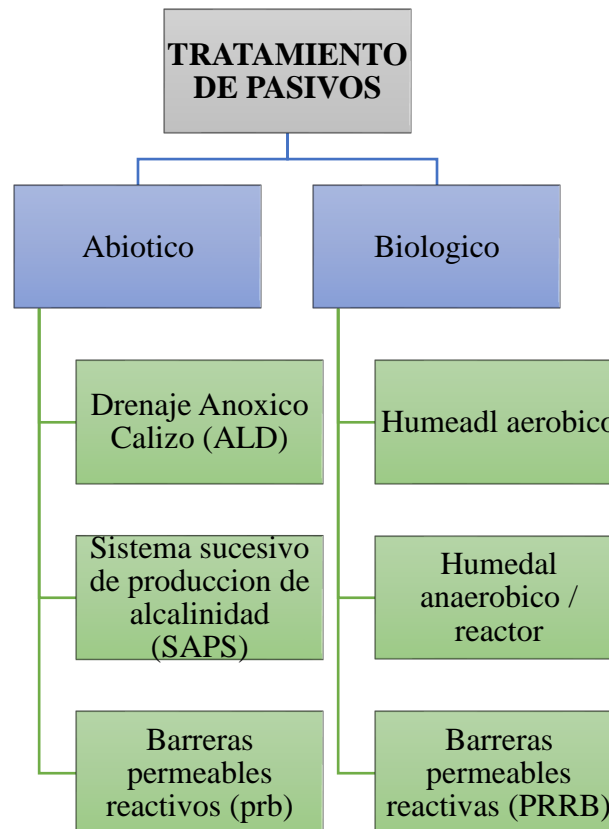 TRATAMIENTO
DE PASIVOS
Abiotico
Biologico
Drenaje Anoxico
Calizo (ALD)
Humeadl aerobico
Sistema sucesivo
de produccion de
alcalinidad
(SAPS)
Humedal
anaerobico /
reactor
Barreras
permeables
reactivos (prb)
Barreras
permeables
reactivas (PRRB)